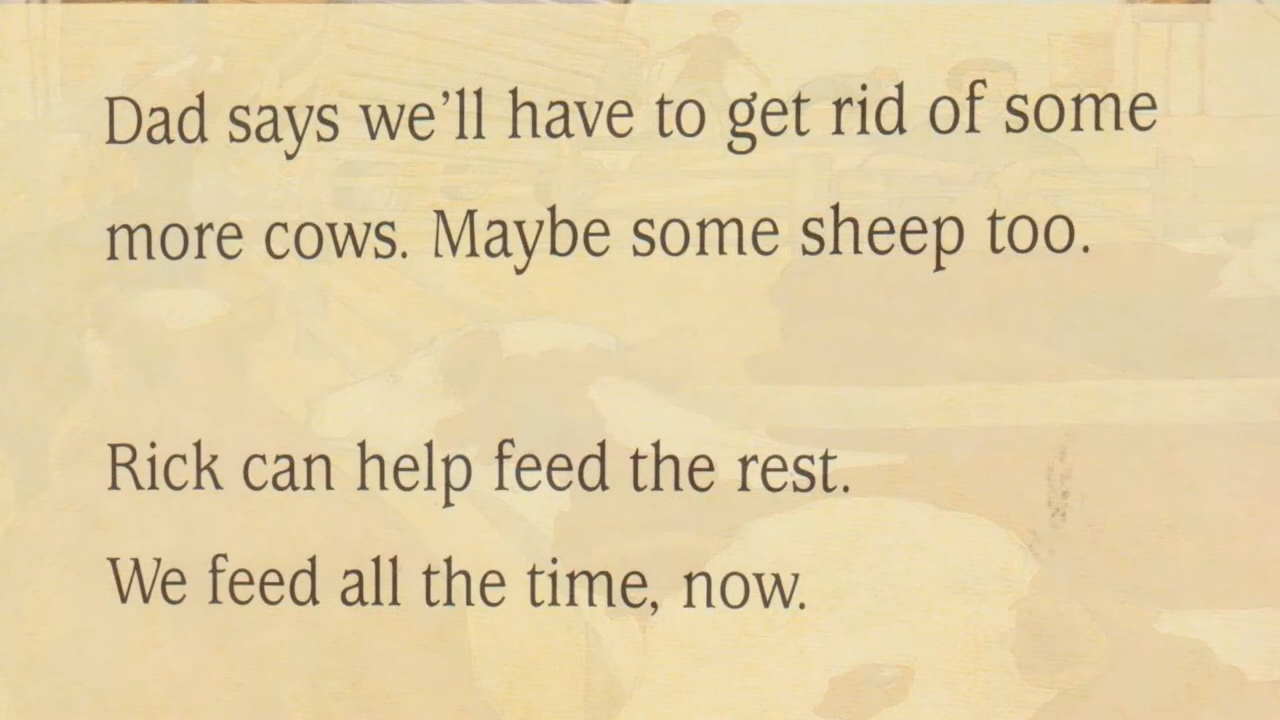 Dad says we’ll have to get rid of some
more cows. Maybe some sheep too.
Rick can help feed the rest.
We feed all the time, now.